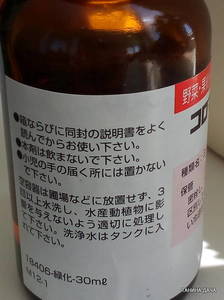 野菜・
コロ
●箱ならびに同封の説明書をよく
読んでからお使い下さい。
●本剤は飲まないで下さい。
●小児の手の届く所には置かない
で下さい。
空容器は圃場などに放置せず、3
回以上水洗し、水産動植物に影
響を与えないよう適切に処理し
て下さい。洗浄水はタンクに入
れて下さい。
18406-緑化-30mℓ
M12-1
種類名
保管